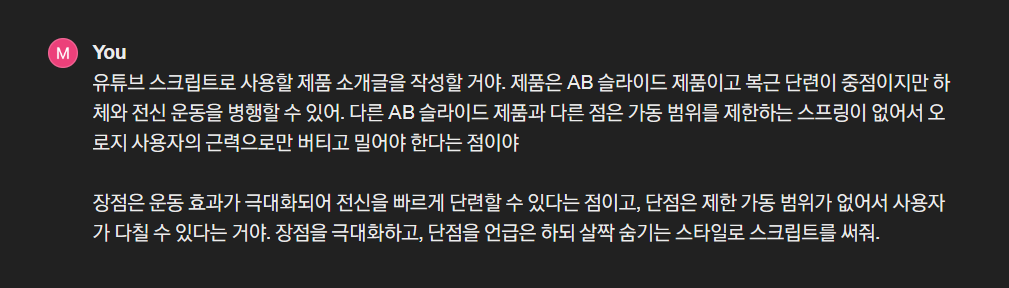 M
You
유튜브 스크립트로 사용할 제품 소개글을 작성할 거야. 제품은 AB 슬라이드 제품이고 복근 단련이 중점이지만 하
체와 전신 운동을 병행할 수 있어. 다른 AB 슬라이드 제품과 다른 점은 가동 범위를 제한하는 스프링이 없어서 오
로지 사용자의 근력으로만 버티고 밀어야 한다는 점이야
장점은 운동 효과가 극대화되어 전신을 빠르게 단련할 수 있다는 점이고, 단점은 제한 가동 범위가 없어서 사용자
가 다칠 수 있다는 거야. 장점을 극대화하고, 단점을 언급은 하되 살짝 숨기는 스타일로 스크립트를 써줘.